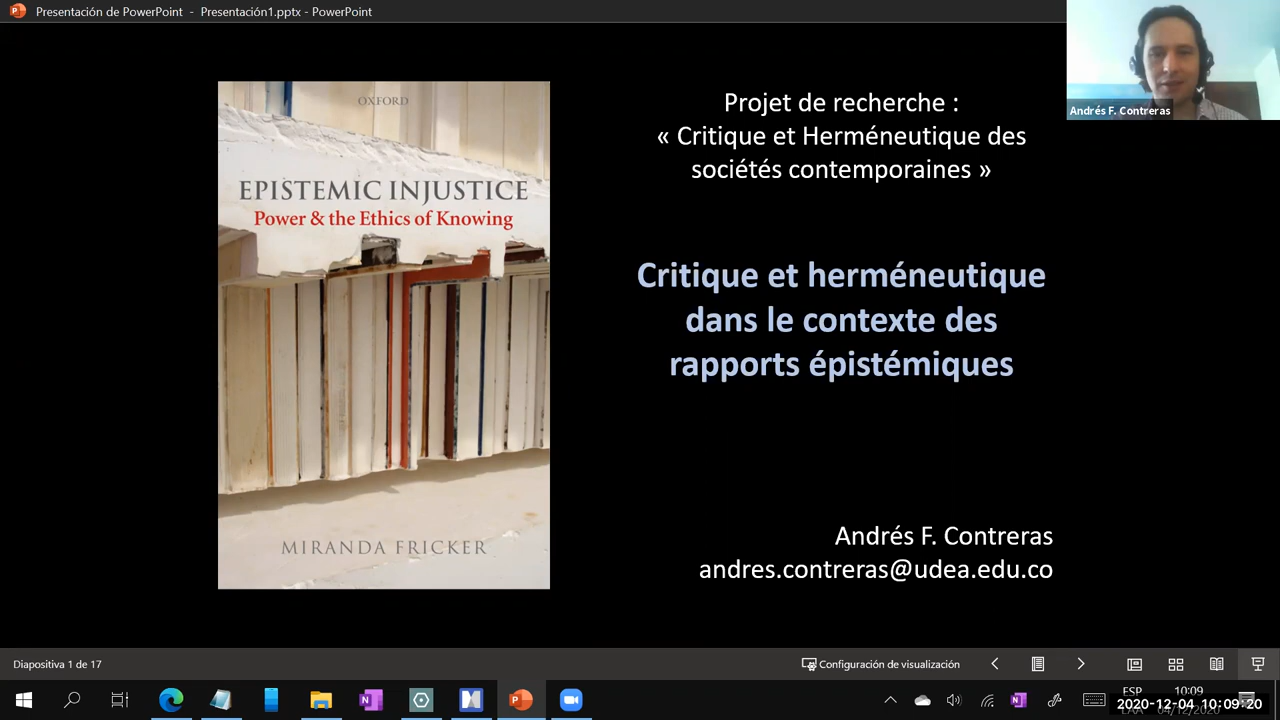 Presentación de PowerPoint - Presentación1.pptx - PowerPoint
Andrés F. Contreras
OXFORD
EPISTEMIC INJUSTICE
Power & the Ethics of Knowing
MIRANDA FRICKER
Projet de recherche :
« Critique et Herméneutique des
sociétés contemporaines »
Critique et herméneutique
dans le contexte des
rapports épistémiques
Andrés F. Contreras
andres.contreras@udea.edu.co
Diapositiva 1 de 17
Configuración de visualización
ESP
10:09
2020-12-04 10:09:20